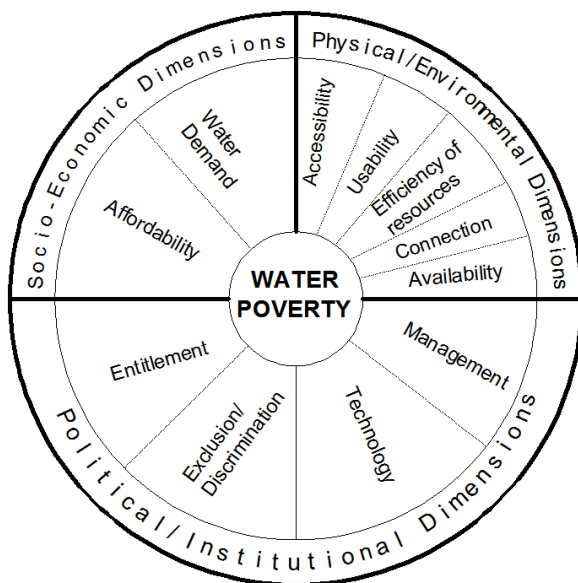 Socio-Economic Dimensions
Physical/Environmental Dimensions
Water
Demand
Affordability
Accessibility
Usability
Efficiency of
resources
Connection
Availability
WATER
POVERTY
Entitlement
Exclusion/
Discrimination
Technology
Management
Political/Institutional Dimensions